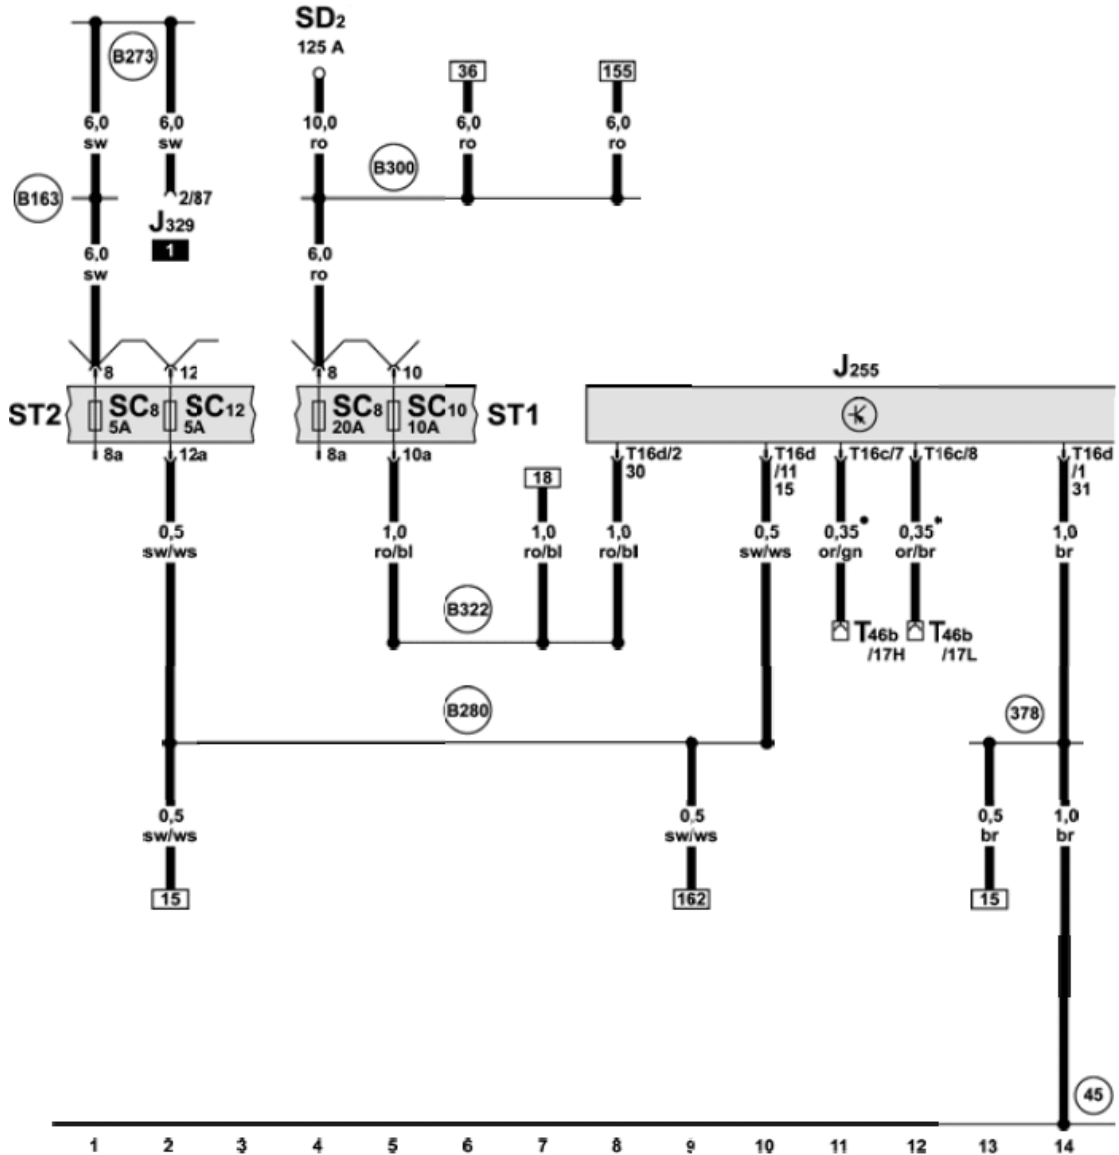 SD2
125 A
B273
36
155
6,0
sw
6,0
sw
10,0
ro
6,0
ro
6,0
ro
B300
B163
2/87
J329
1
6,0
sw
6,0
ro
8
12
8
10
J255
ST2
SC8
5A
SC12
5A
SC8
20A
SC10
10A
ST1
8a
12a
8a
10a
T16d/2
30
T16d
/11
15
T16c/7
T16c/8
T16d
/1
31
18
0,5
sw/ws
1,0
ro/bl
1,0
ro/bl
1,0
ro/bl
0,5
sw/ws
0,35*
or/gn
0,35*
or/br
1,0
br
B322
T46b
/17H
T46b
/17L
B280
378
0,5
sw/ws
0,5
sw/ws
0,5
br
1,0
br
15
162
15
45
1 2 3 4 5 6 7 8 9 10 11 12 13 14